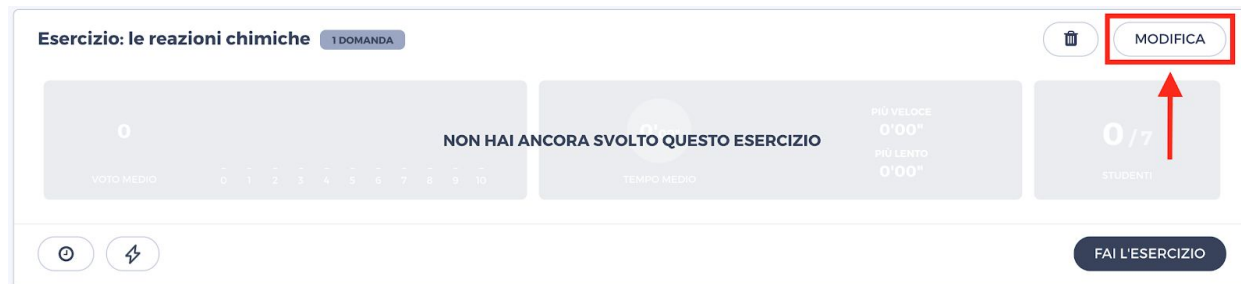 Esercizio: le reazioni chimiche 1 DOMANDA
MODIFICA
NON HAI ANCORA SVOLTO QUESTO ESERCIZIO
0
VOTO MEDIO
0 1 2 3 4 5 6 7 8 9 10
TEMPO MEDIO
PIÙ VELOCE
0'00"
PIÙ LENTO
0'00"
0/7
STUDENTI
FAI L'ESERCIZIO